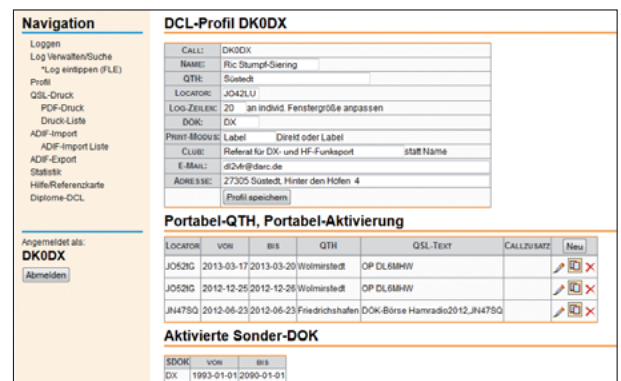 Navigation
Loggen
Log Verwalten/Suche
*Log eintippen (FLE)
Profil
QSL-Druck
PDF-Druck
Druck-Liste
ADIF-Import
ADIF-Import Liste
ADIF-Export
Statistik
Hilfe/Referenzkarte
Diplome-DCL
Angemeldet als:
DK0DX
Abmelden
DCL-Profil DK0DX
CALL: DK0DX
NAME: Ric Stumpf-Siering
QTH: Süstedt
LOCATOR: JO42LU
LOG-ZEILEN: 20 an individ. Fenstergröße anpassen
DOK: DX
PRINT-MODUS: Label Direkt oder Label
CLUB: Referat für DX- und HF-Funksport statt Name
E-MAIL: dl2vfr@darc.de
ADRESSE: 27305 Süstedt, Hinter den Höfen 4
Profil speichern
Portabel-QTH, Portabel-Aktivierung
LOCATOR VON BIS QTH QSL-TEXT CALLZUSATZ Neu
JO52IG 2013-03-17 2013-03-20 Wolmirstedt OP DL6MHW
JO52IG 2012-12-25 2012-12-26 Wolmirstedt OP DL6MHW
JN47SQ 2012-06-23 2012-06-23 Friedrichshafen DOK-Börse Hamradio2012,JN47SQ
Aktivierte Sonder-DOK
SDOK VON BIS
DX 1993-01-01 2090-01-01